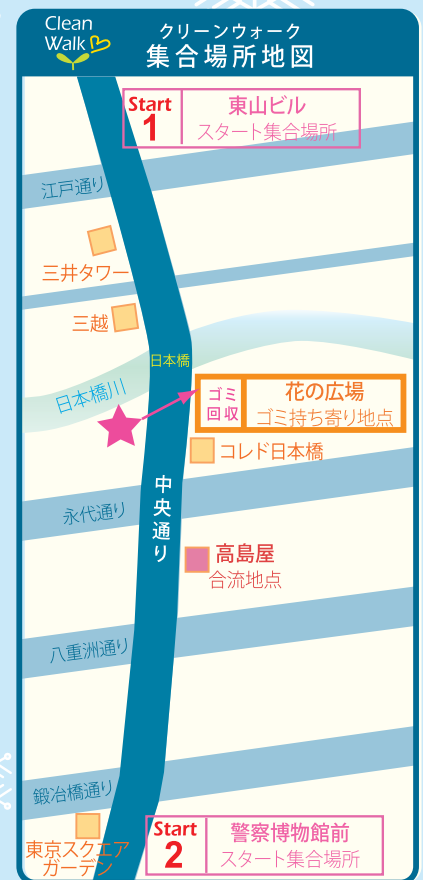 Clean
Walk
クリーンウォーク
集合場所地図
Start
1
東山ビル
スタート集合場所
江戸通り
三井タワー
三越
日本橋
日本橋川
ゴミ
回収
花の広場
ゴミ持ち寄り地点
コレド日本橋
中央通り
永代通り
高島屋
合流地点
八重洲通り
鍛冶橋通り
東京スクエア
ガーデン
Start
2
警察博物館前
スタート集合場所